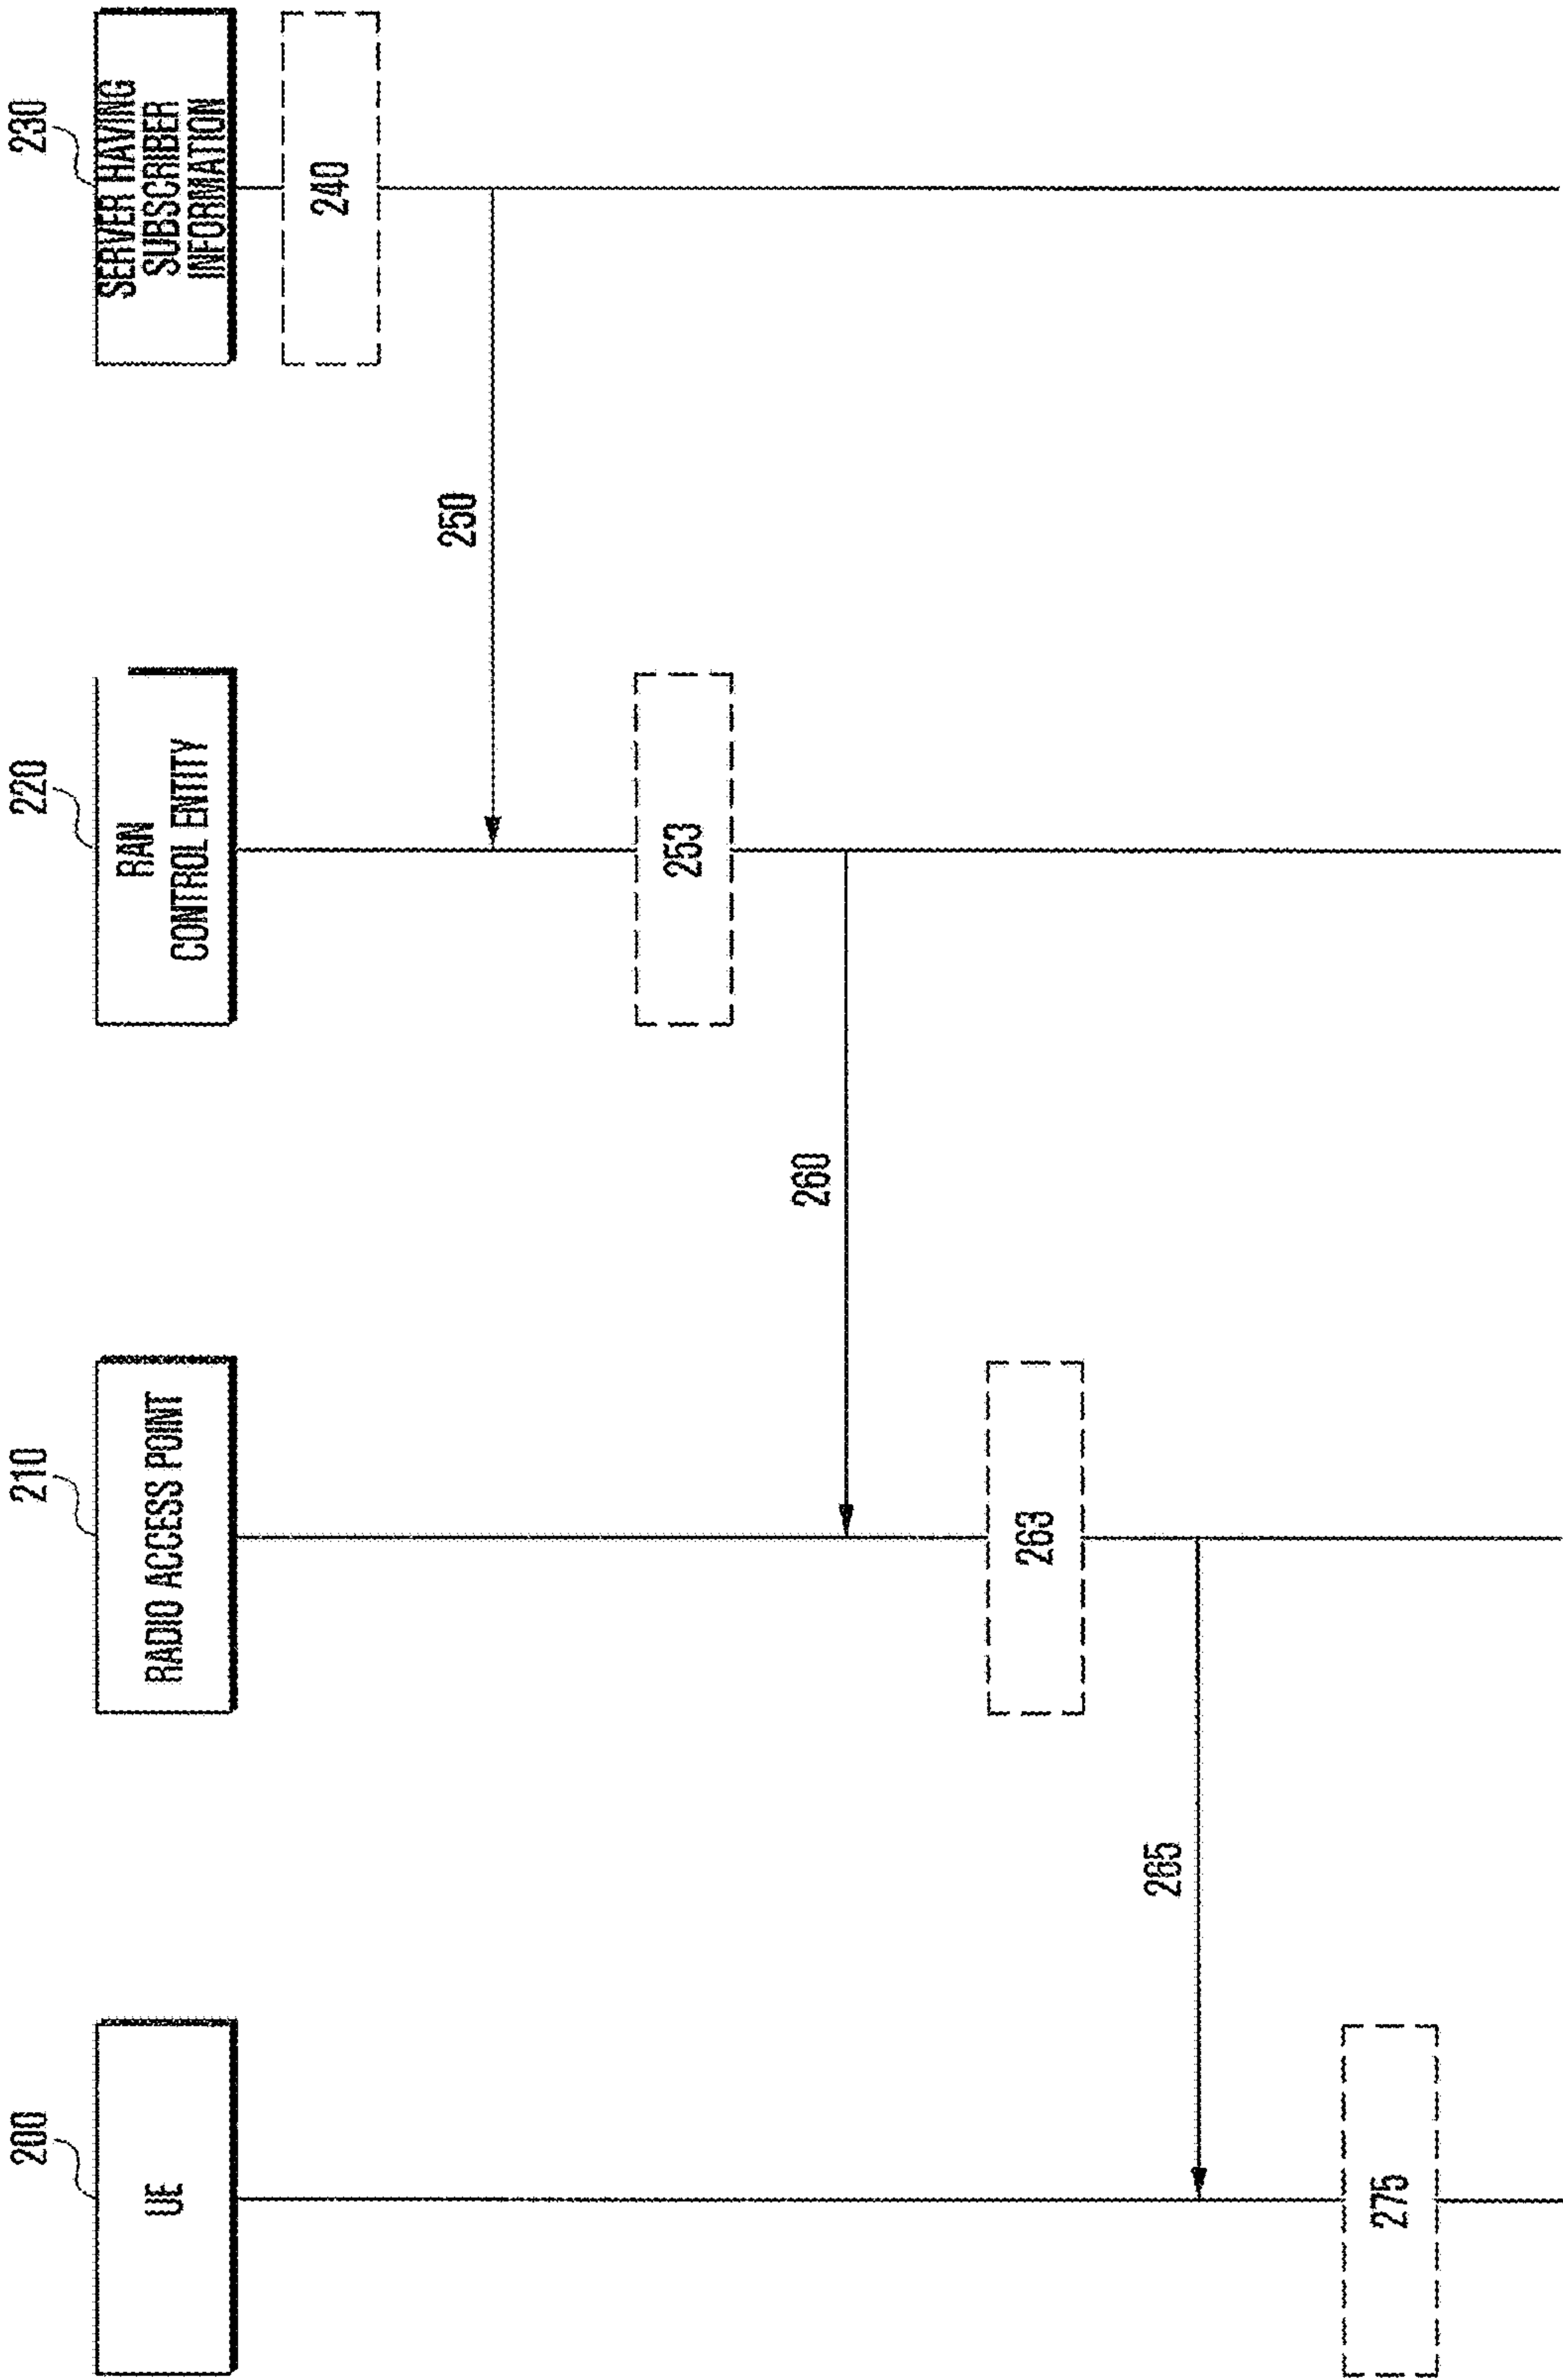 200
210
220
230
UE
RADIO ACCESS POINT
RAN
CONTROL ENTITY
SERVER HAVING
SUBSCRIBER
INFORMATION
240
250
253
260
263
265
275